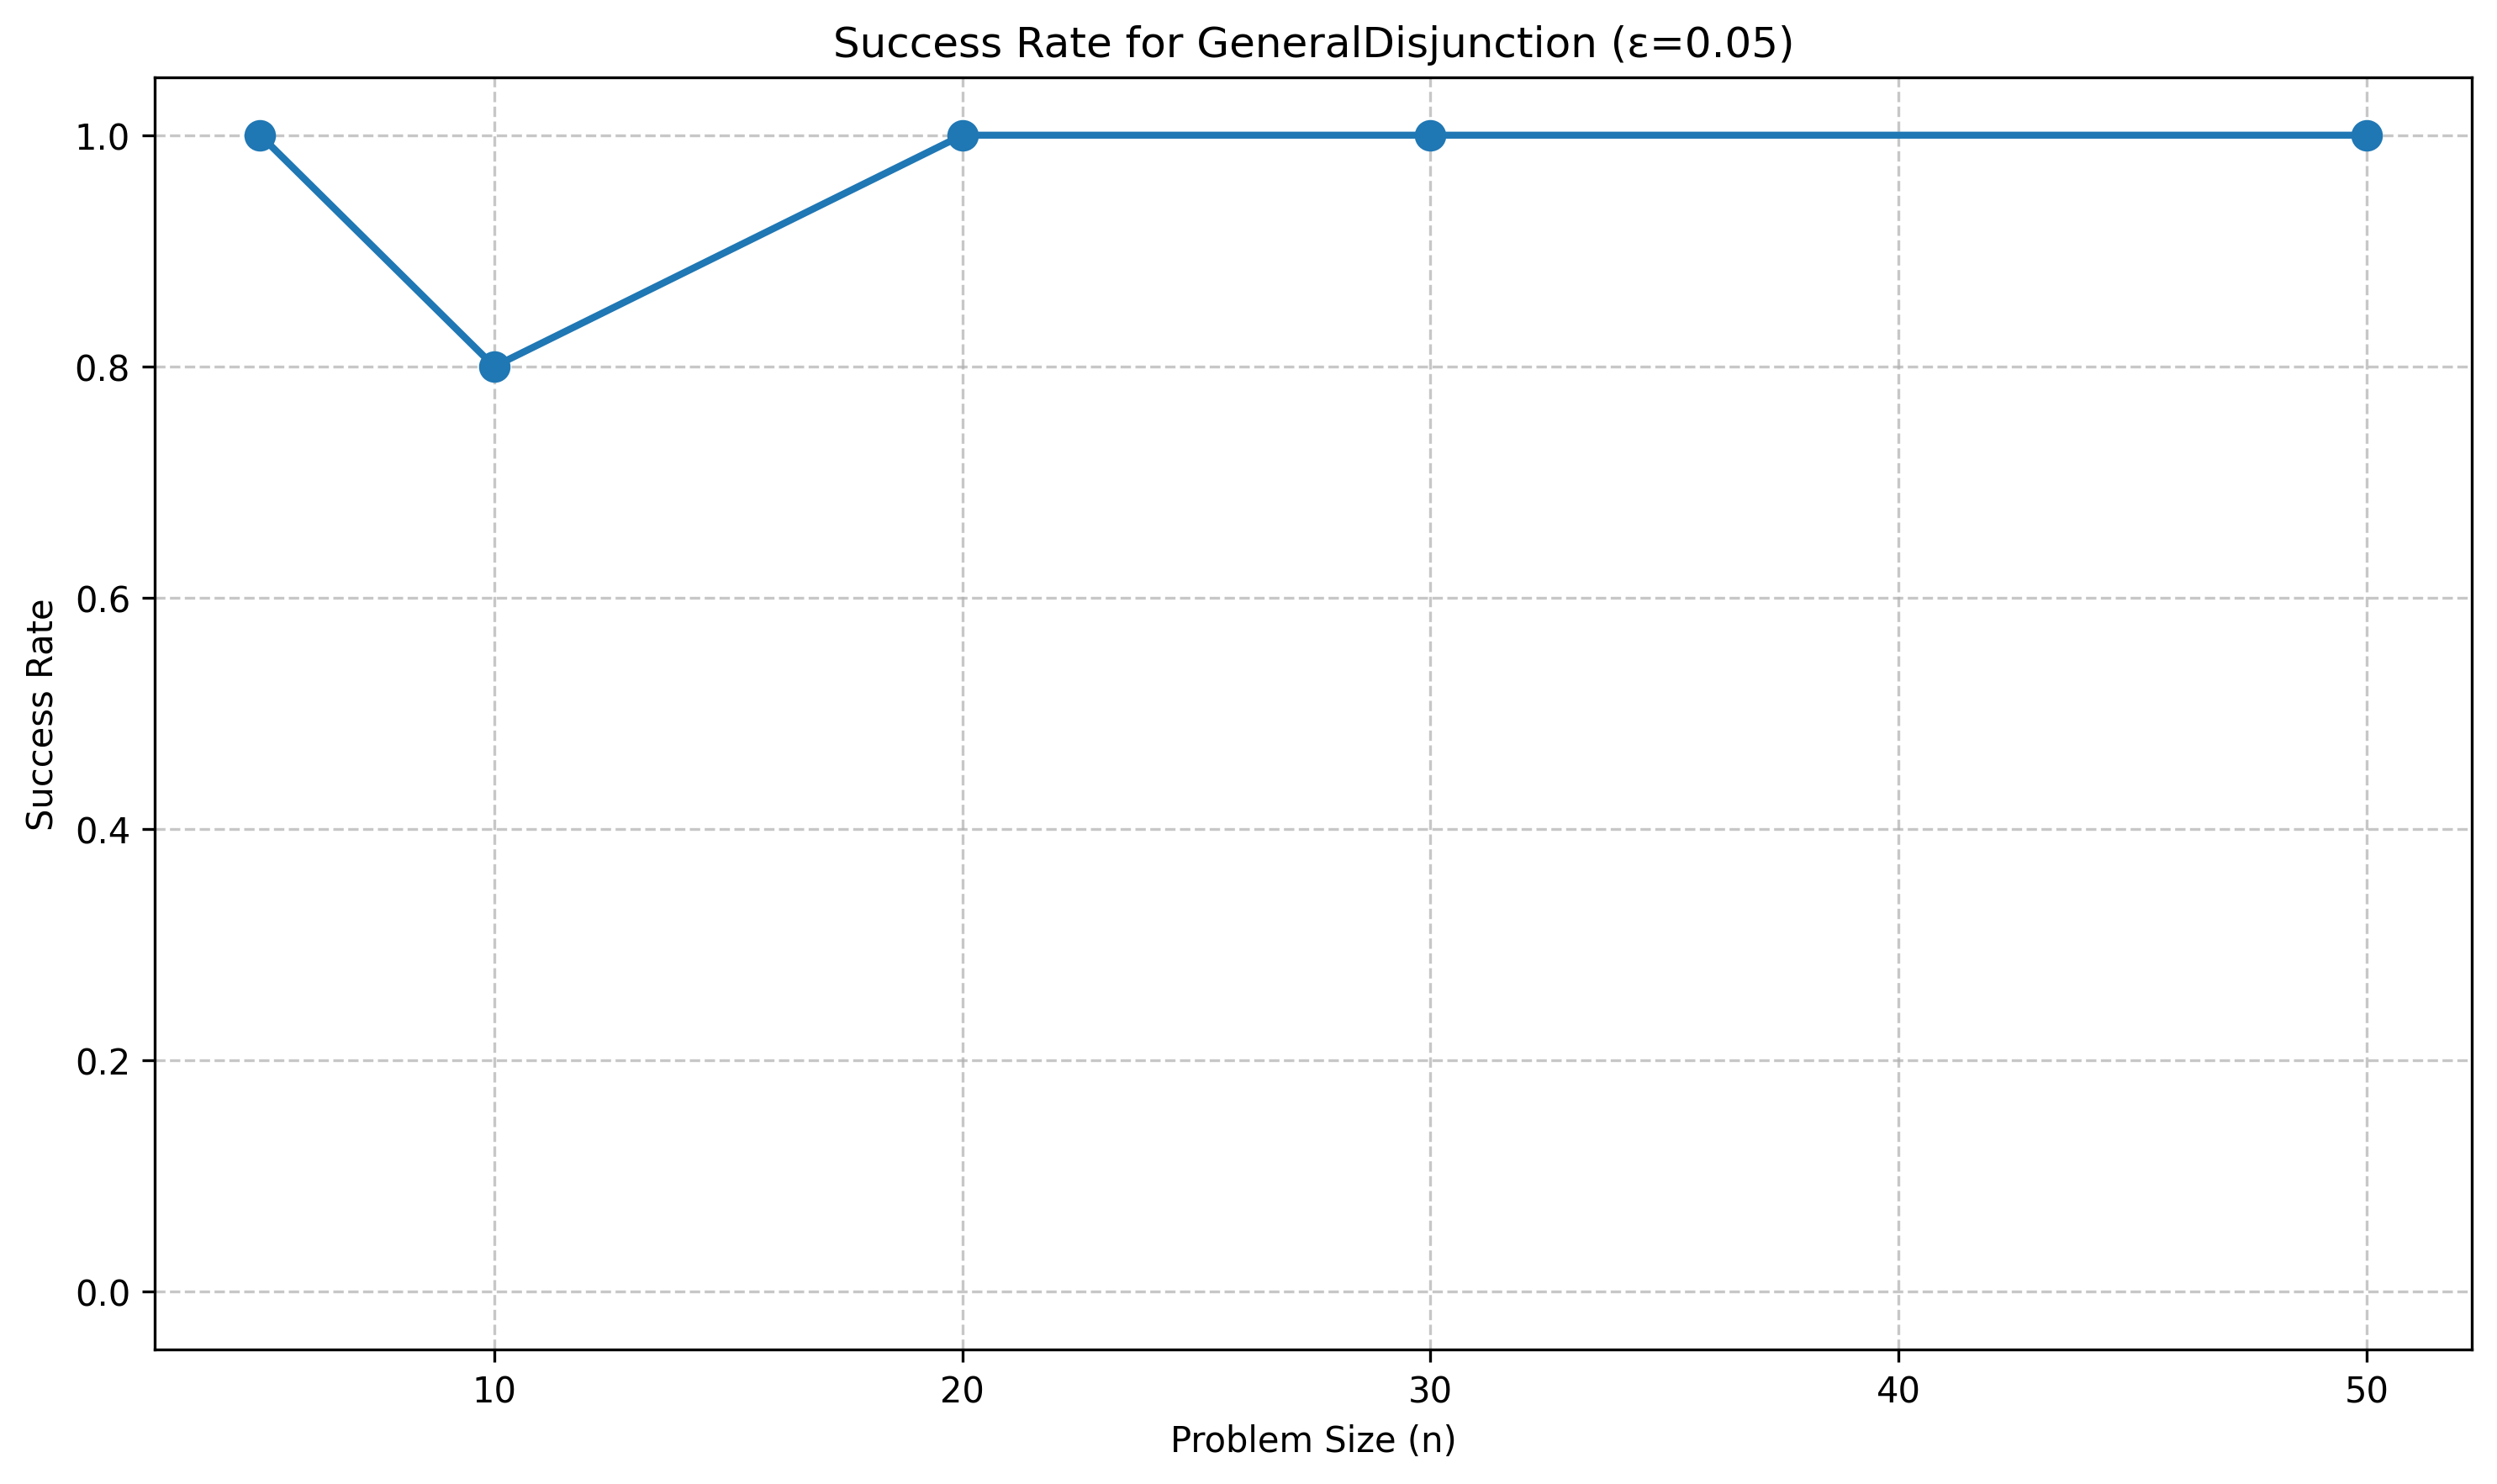 Success Rate for GeneralDisjunction (ε=0.05)
Success Rate
1.0
0.8
0.6
0.4
0.2
0.0
10 20 30 40 50
Problem Size (n)